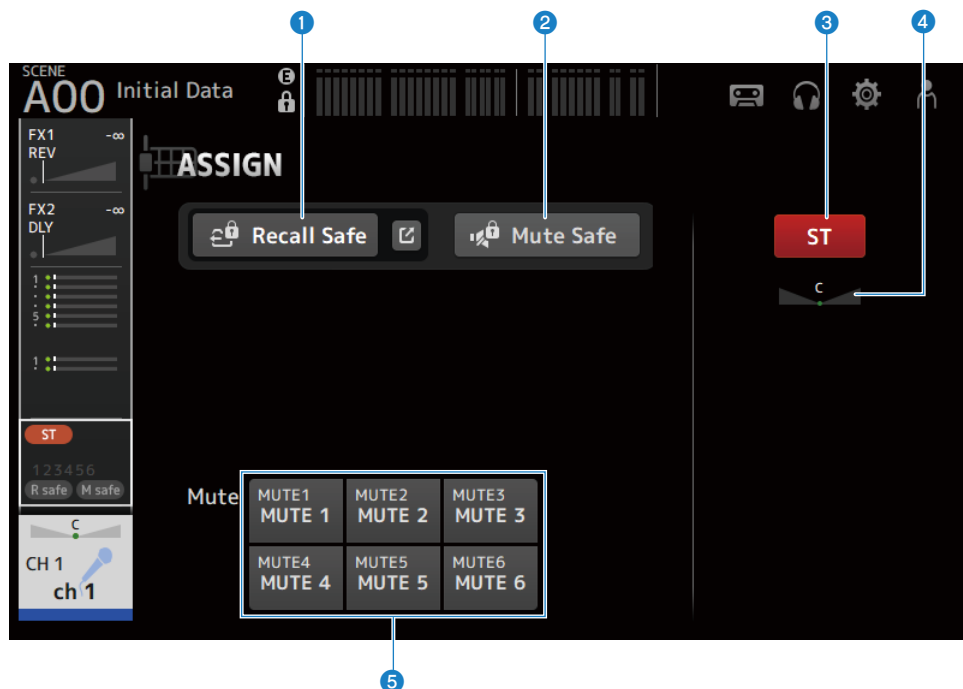 1 2 3 4
SCENE
A00 Initial Data
E
FX1 -∞
REV
ASSIGN
FX2 -∞
DLY
Recall Safe
Mute Safe
ST
C
1
5
1
ST
123456
R safe M safe
Mute
MUTE1 MUTE2 MUTE3
MUTE 1 MUTE 2 MUTE 3
MUTE4 MUTE5 MUTE6
MUTE 4 MUTE 5 MUTE 6
C
CH 1
ch 1
5